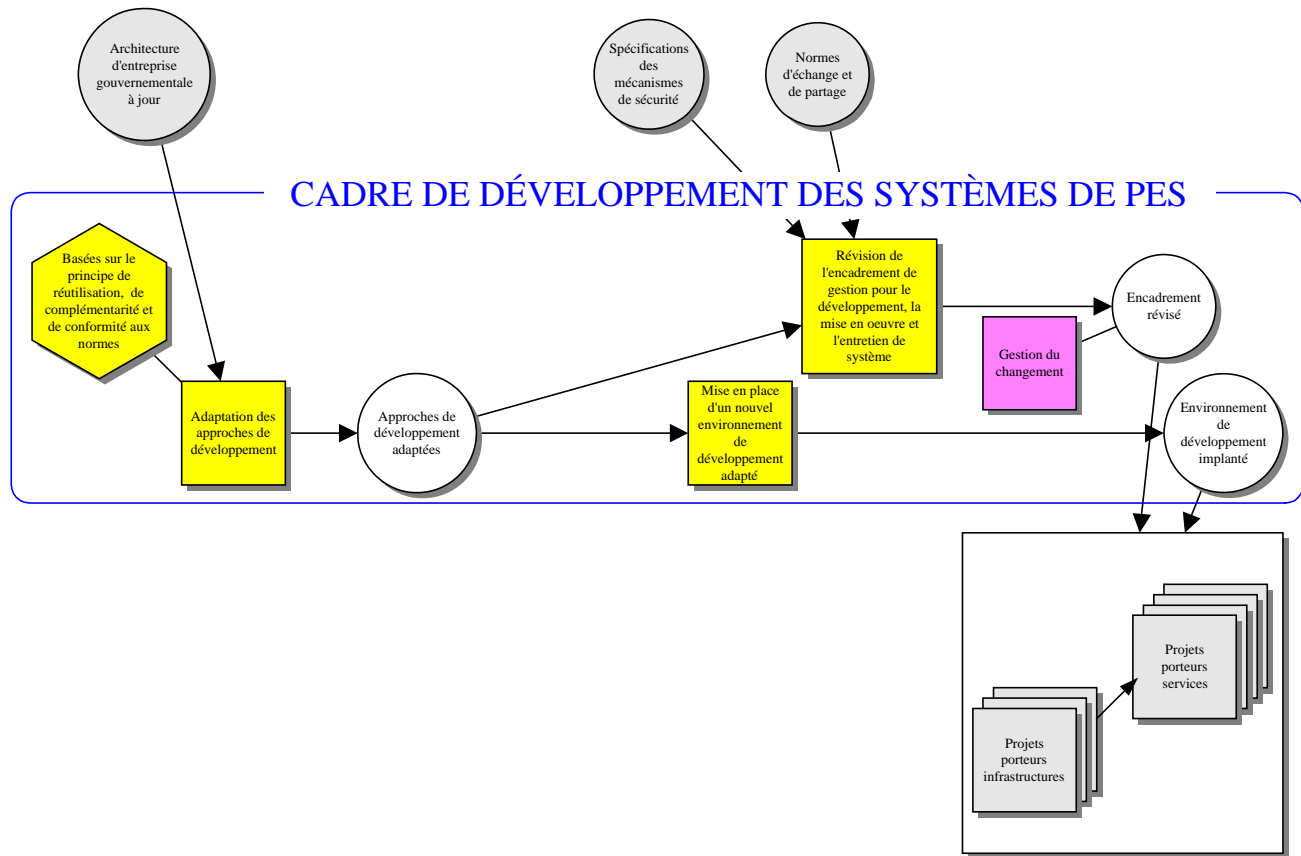 Architecture
d'entreprise
gouvernementale
à jour
Spécifications
des
mécanismes
de sécurité
Normes
d'échange et
de partage
CADRE DE DÉVELOPPEMENT DES SYSTÈMES DE PES
Basées sur le
principe de
réutilisation, de
complémentarité et
de conformité aux
normes
Révision de
l'encadrement de
gestion pour le
développement, la
mise en oeuvre et
l'entretien de
système
Encadrement
révisé
Gestion du
changement
Adaptation des
approches de
développement
Approches de
développement
adaptées
Mise en place
d'un nouvel
environnement
de
développement
adapté
Environnement
de
développement
implanté
Projets
porteurs
services
Projets
porteurs
infrastructures